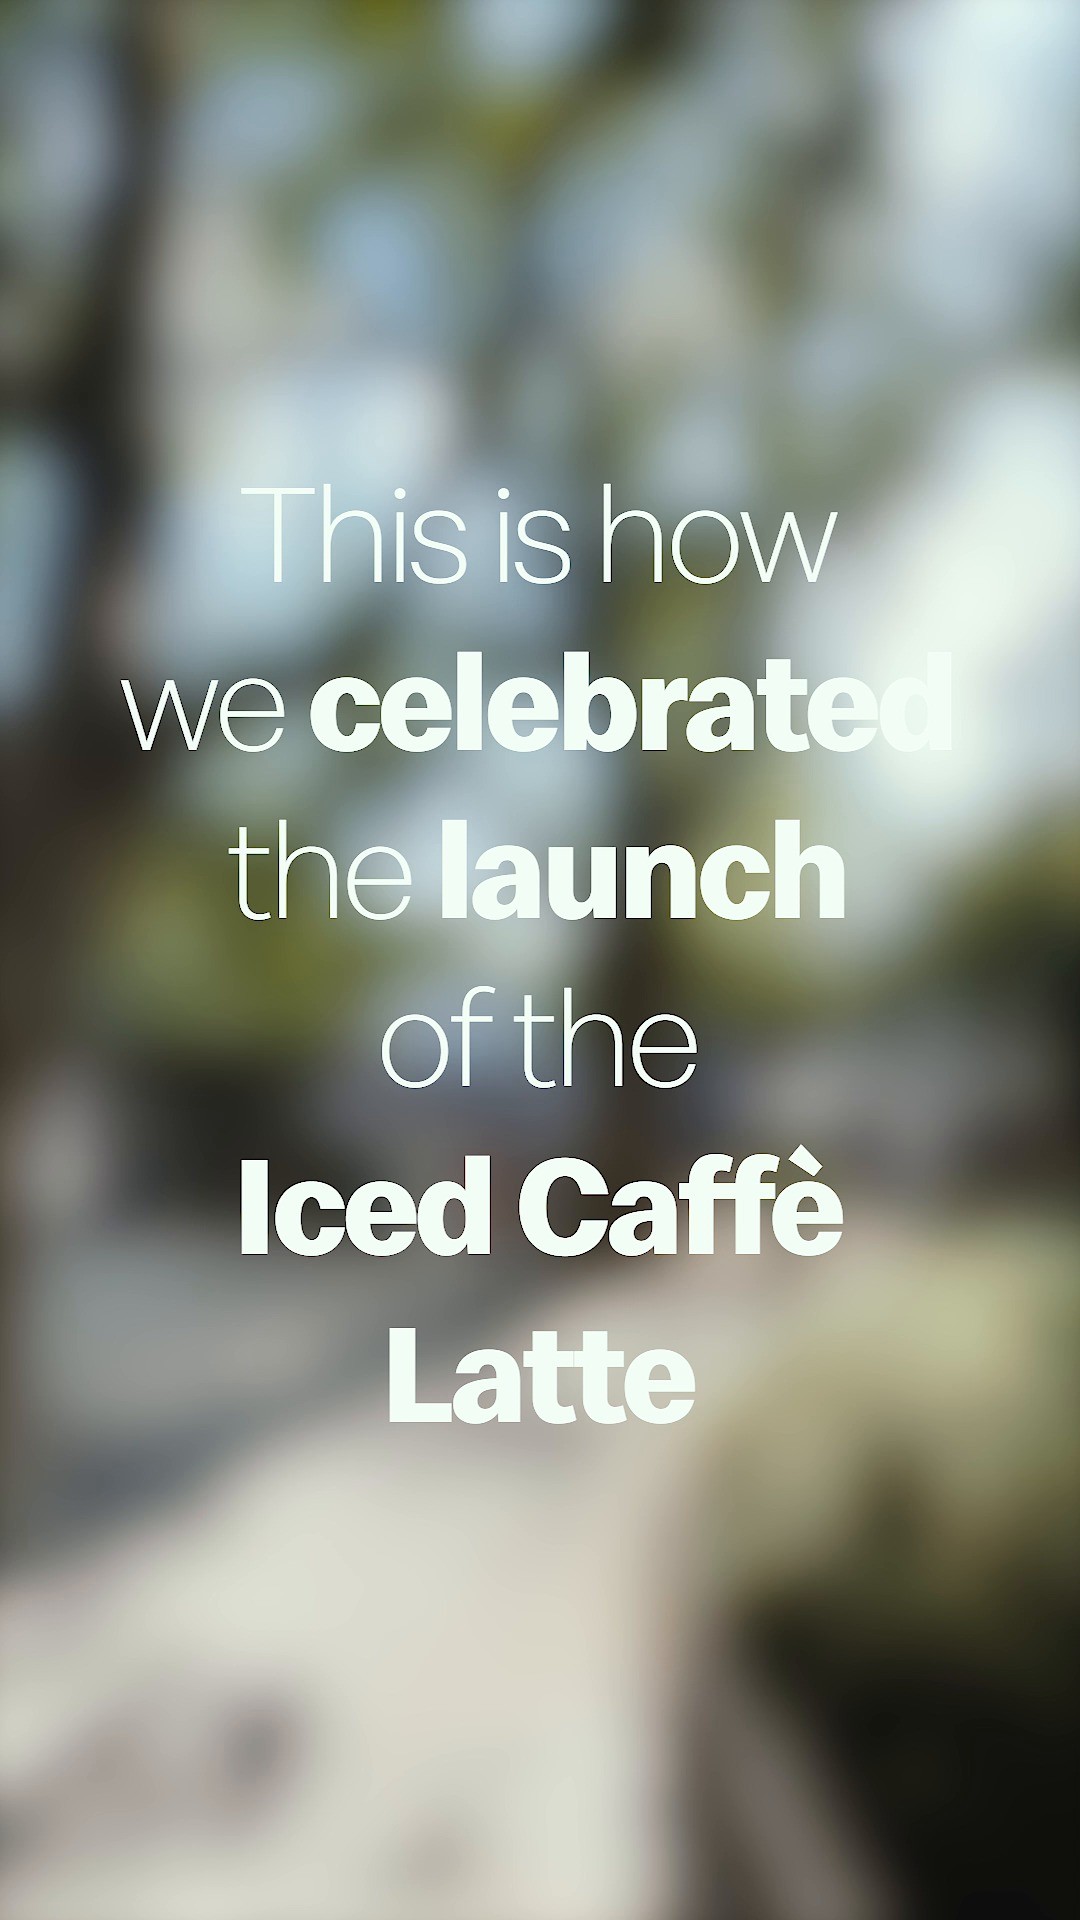 This is how
we celebrated
the launch
of the
Iced Caffè
Latte